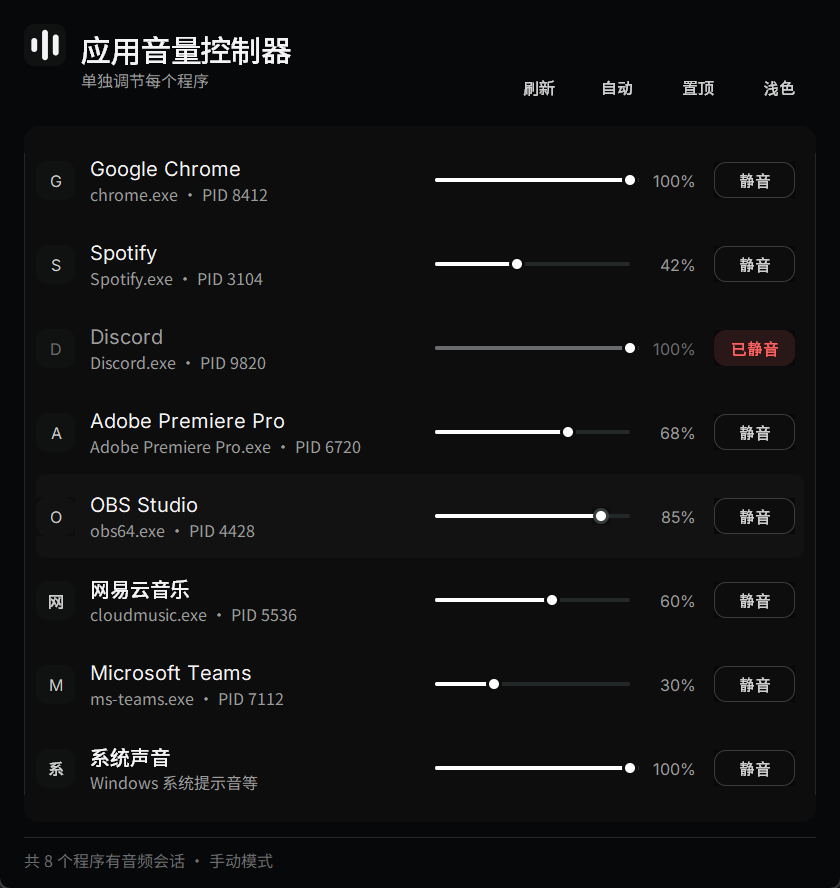 应用音量控制器
单独调节每个程序
刷新 自动 置顶 浅色
G Google Chrome 100% 静音
chrome.exe • PID 8412
S Spotify 42% 静音
Spotify.exe • PID 3104
D Discord 100% 已静音
Discord.exe • PID 9820
A Adobe Premiere Pro 68% 静音
Adobe Premiere Pro.exe • PID 6720
O OBS Studio 85% 静音
obs64.exe • PID 4428
网 网易云音乐 60% 静音
cloudmusic.exe • PID 5536
M Microsoft Teams 30% 静音
ms-teams.exe • PID 7112
系 系统声音 100% 静音
Windows 系统提示音等
共 8 个程序有音频会话 • 手动模式